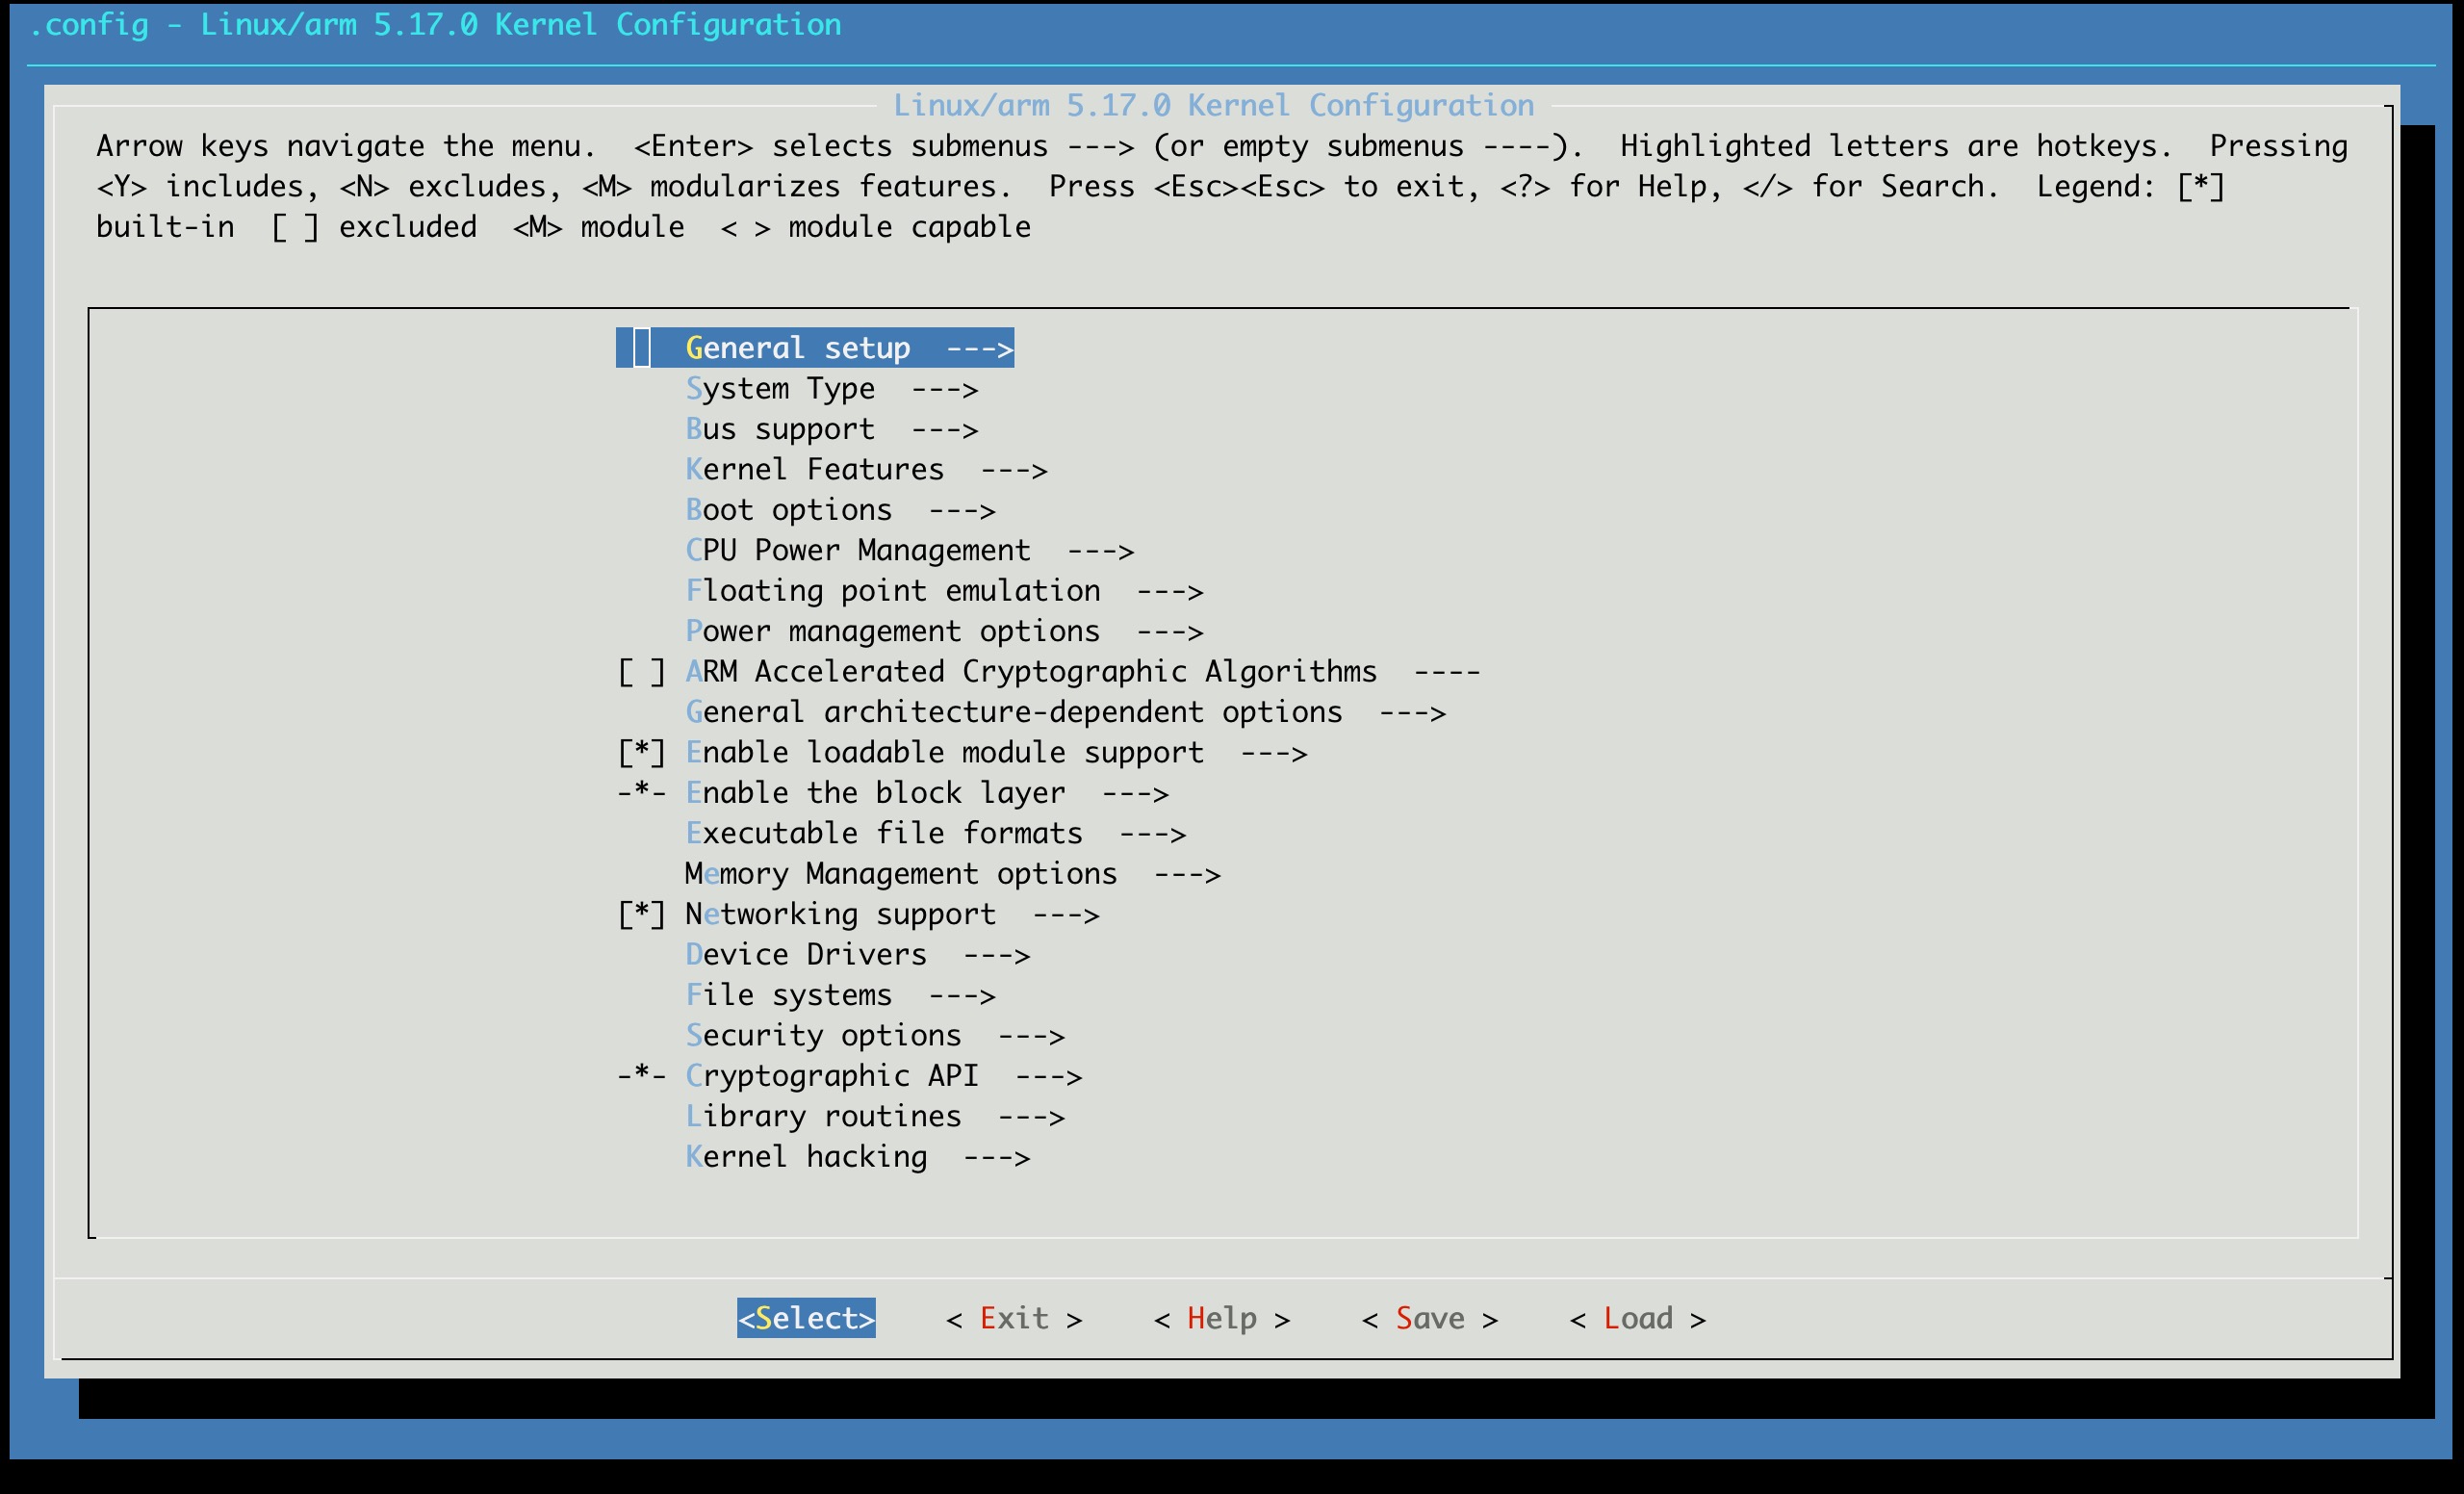 .config - Linux/arm 5.17.0 Kernel Configuration
Linux/arm 5.17.0 Kernel Configuration
Arrow keys navigate the menu.  <Enter> selects submenus ---> (or empty submenus ----).  Highlighted letters are hotkeys.  Pressing
<Y> includes, <N> excludes, <M> modularizes features.  Press <Esc><Esc> to exit, <?> for Help, </> for Search.  Legend: [*]
built-in  [ ] excluded  <M> module  < > module capable
General setup  --->
System Type  --->
Bus support  --->
Kernel Features  --->
Boot options  --->
CPU Power Management  --->
Floating point emulation  --->
Power management options  --->
[ ] ARM Accelerated Cryptographic Algorithms  ----
General architecture-dependent options  --->
[*] Enable loadable module support  --->
-*- Enable the block layer  --->
Executable file formats  --->
Memory Management options  --->
[*] Networking support  --->
Device Drivers  --->
File systems  --->
Security options  --->
-*- Cryptographic API  --->
Library routines  --->
Kernel hacking  --->
<Select>    < Exit >    < Help >    < Save >    < Load >